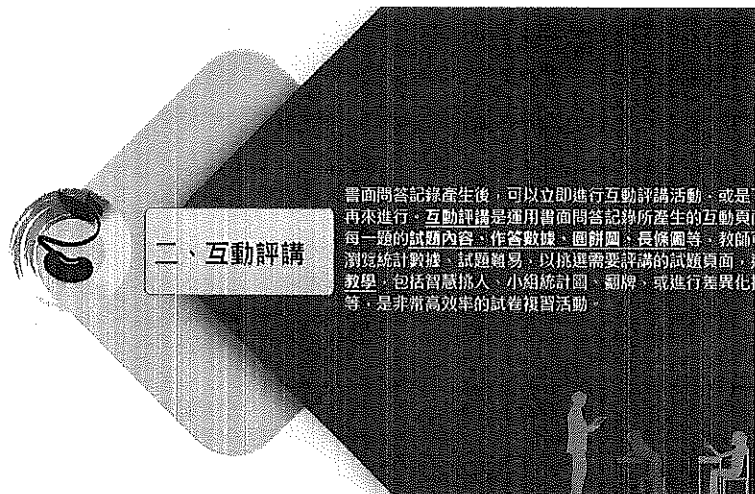 二、互動評講
書面問答記錄產生後，可以立即進行互動評講活動，或是
再來進行。互動評講是運用書面問答記錄所產生的互動頁
每一題的試題內容、作答數據、圓餅圖、長條圖等，教師
瀏覽統計數據、試題難易，以挑選需要評講的試題頁面，
教學，包括智慧挑人、小組統計圖、翻牌、或進行差異化
等，是非常高效率的試卷複習活動。